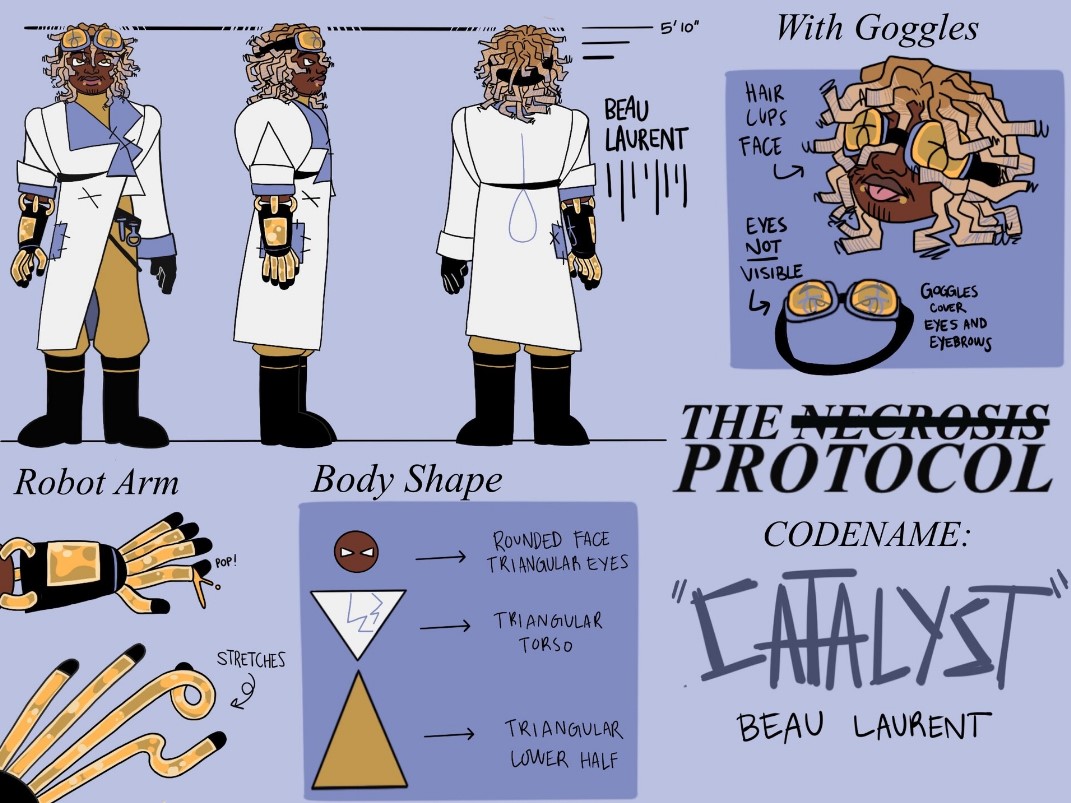 5'10"
BEAU
LAURENT
With Goggles
HAIR
CUPS
FACE
EYES
NOT
VISIBLE
GOGGLES
COVER
EYES AND
EYEBROWS
THE NECROSIS
PROTOCOL
CODENAME:
"CATALYST"
BEAU LAURENT
Robot Arm
POP!
STRETCHES
Body Shape
ROUNDED FACE
TRIANGULAR EYES
TRIANGULAR
TORSO
TRIANGULAR
LOWER HALF